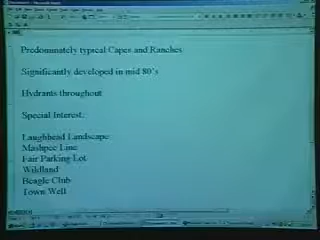 Predominately typical Capes and Ranches
Significantly developed in mid 80's
Hydrants throughout
Special Interest:
Laughhead Landscape
Mashpee Line
Fair Parking Lot
Wildland
Beagle Club
Town Well